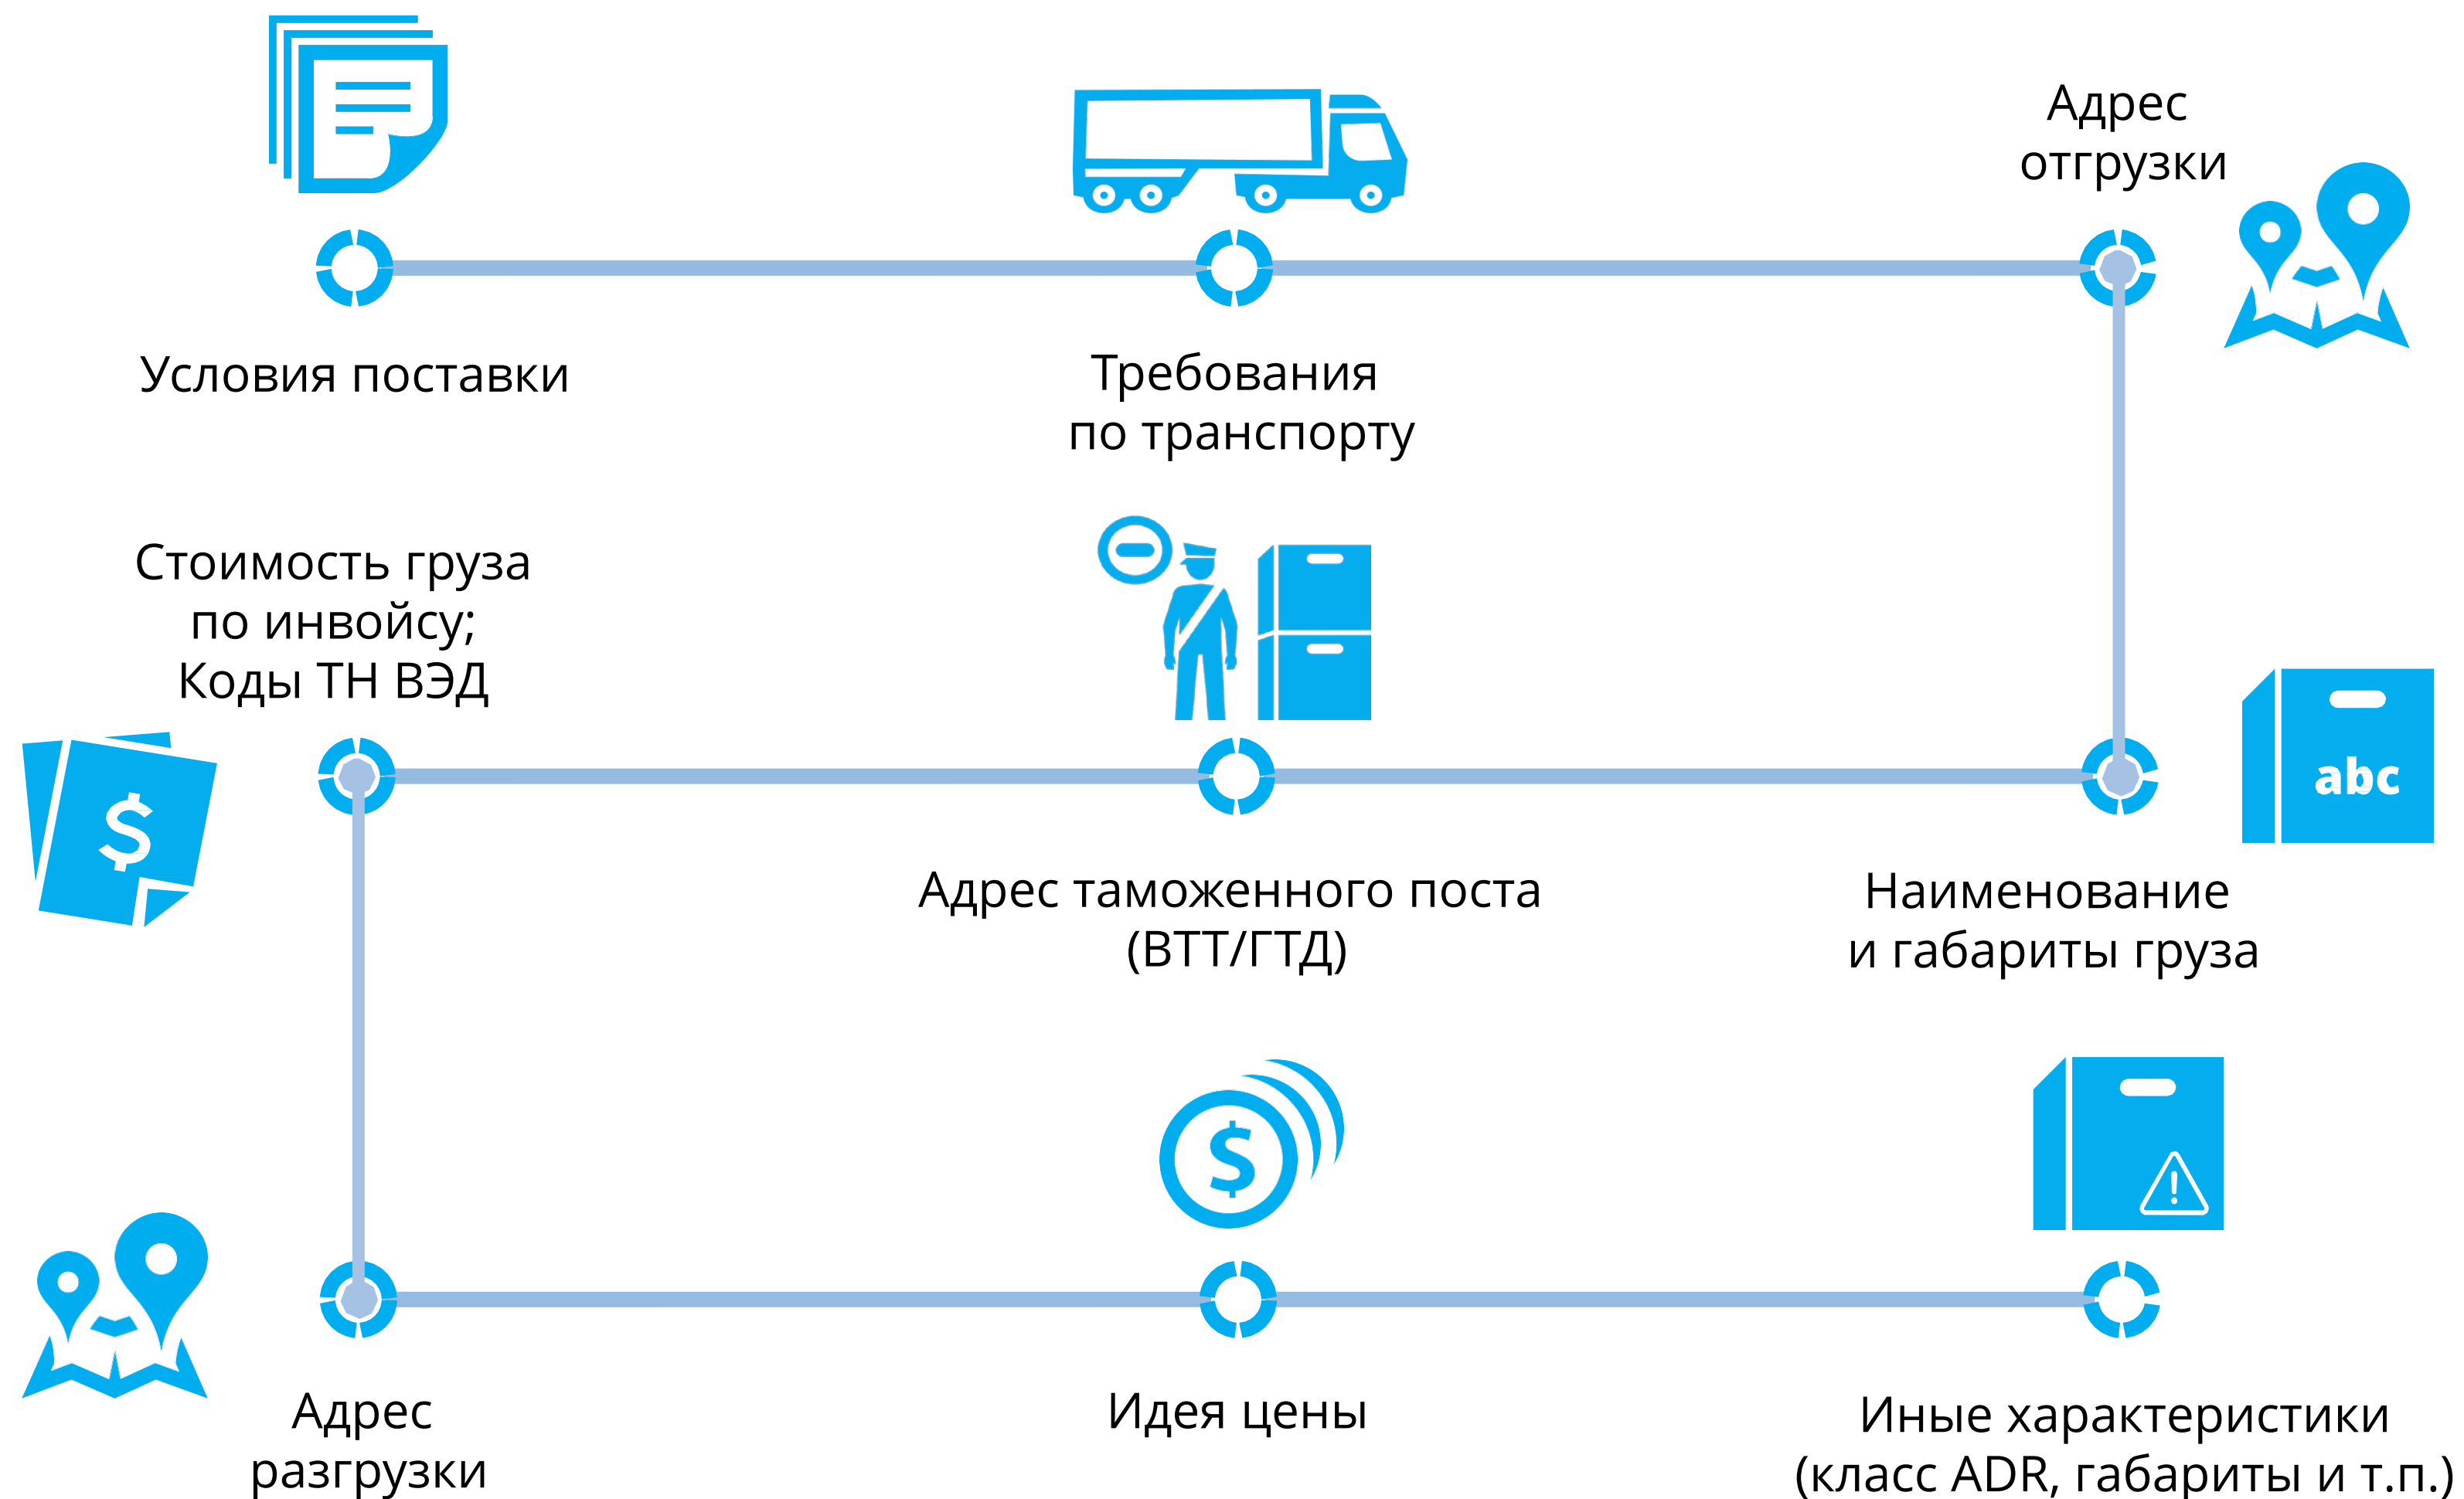 Условия поставки
Требования
по транспорту
Адрес
отгрузки
Стоимость груза
по инвойсу;
Коды ТН ВЭД
$
Адрес таможенного поста
(ВТТ/ГТД)
abc
Наименование
и габариты груза
Адрес
разгрузки
$
Идея цены
!
Иные характеристики
(класс ADR, габариты и т.п.)